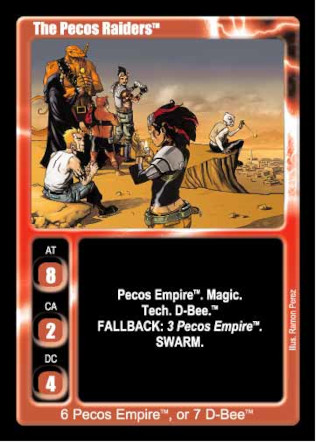 The Pecos Raiders™
AT
8
CA
2
DC
4
Pecos Empire™. Magic.
Tech. D-Bee.™
FALLBACK: 3 Pecos Empire™.
SWARM.
Illus. Ramon Perez
6 Pecos Empire™, or 7 D-Bee™